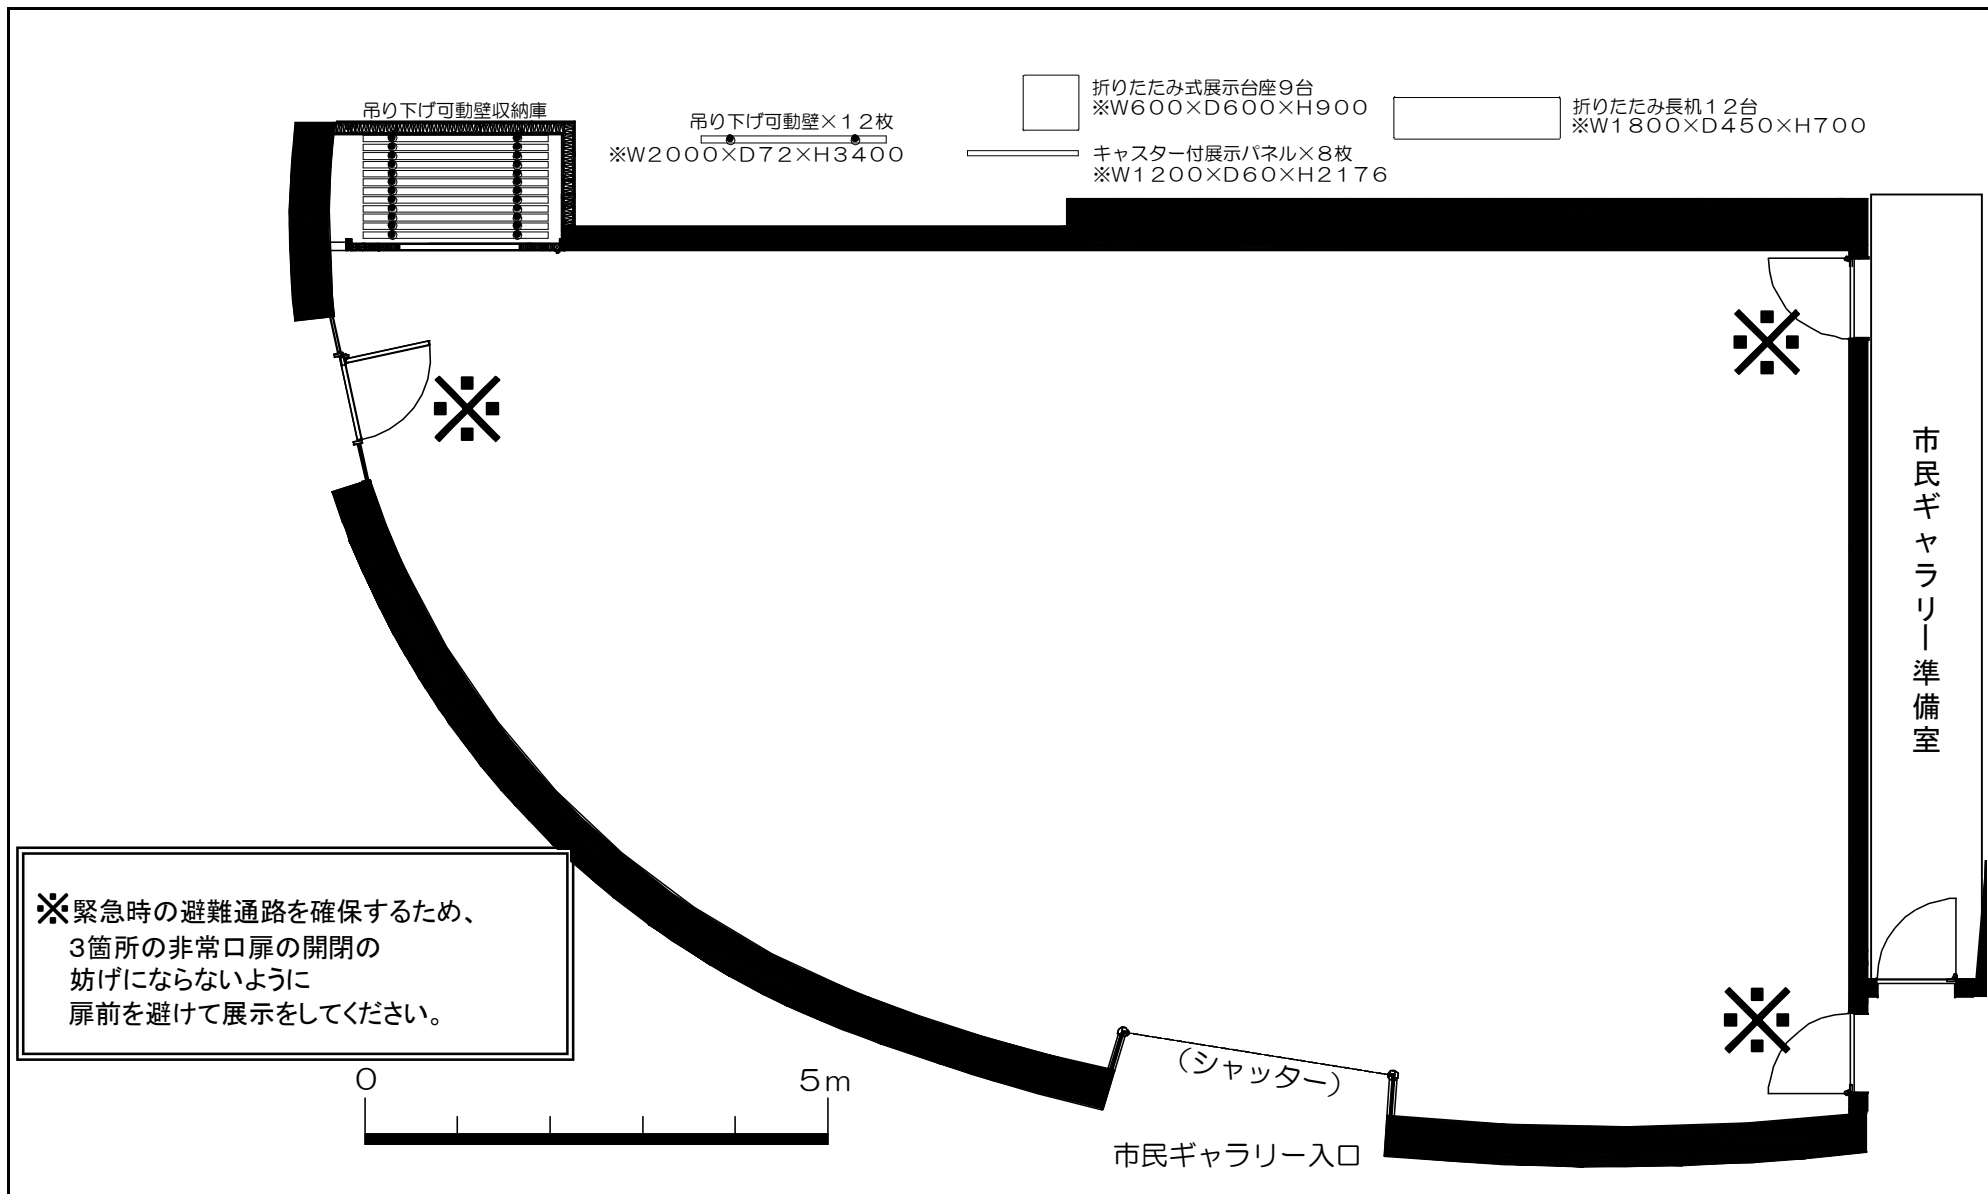 吊り下げ可動壁収納庫
吊り下げ可動壁×１２枚
※W２０００×D７２×H３４００
折りたたみ式展示台座９台
※W６００×D６００×H９００
キャスター付展示パネル×８枚
※W１２００×D６０×H２１７６
折りたたみ長机１２台
※W１８００×D４５０×H７００
※
※
市民ギャラリー準備室
※緊急時の避難通路を確保するため、
3箇所の非常口扉の開閉の
妨げにならないように
扉前を避けて展示をしてください。
※
０
５ｍ
（シャッター）
市民ギャラリー入口